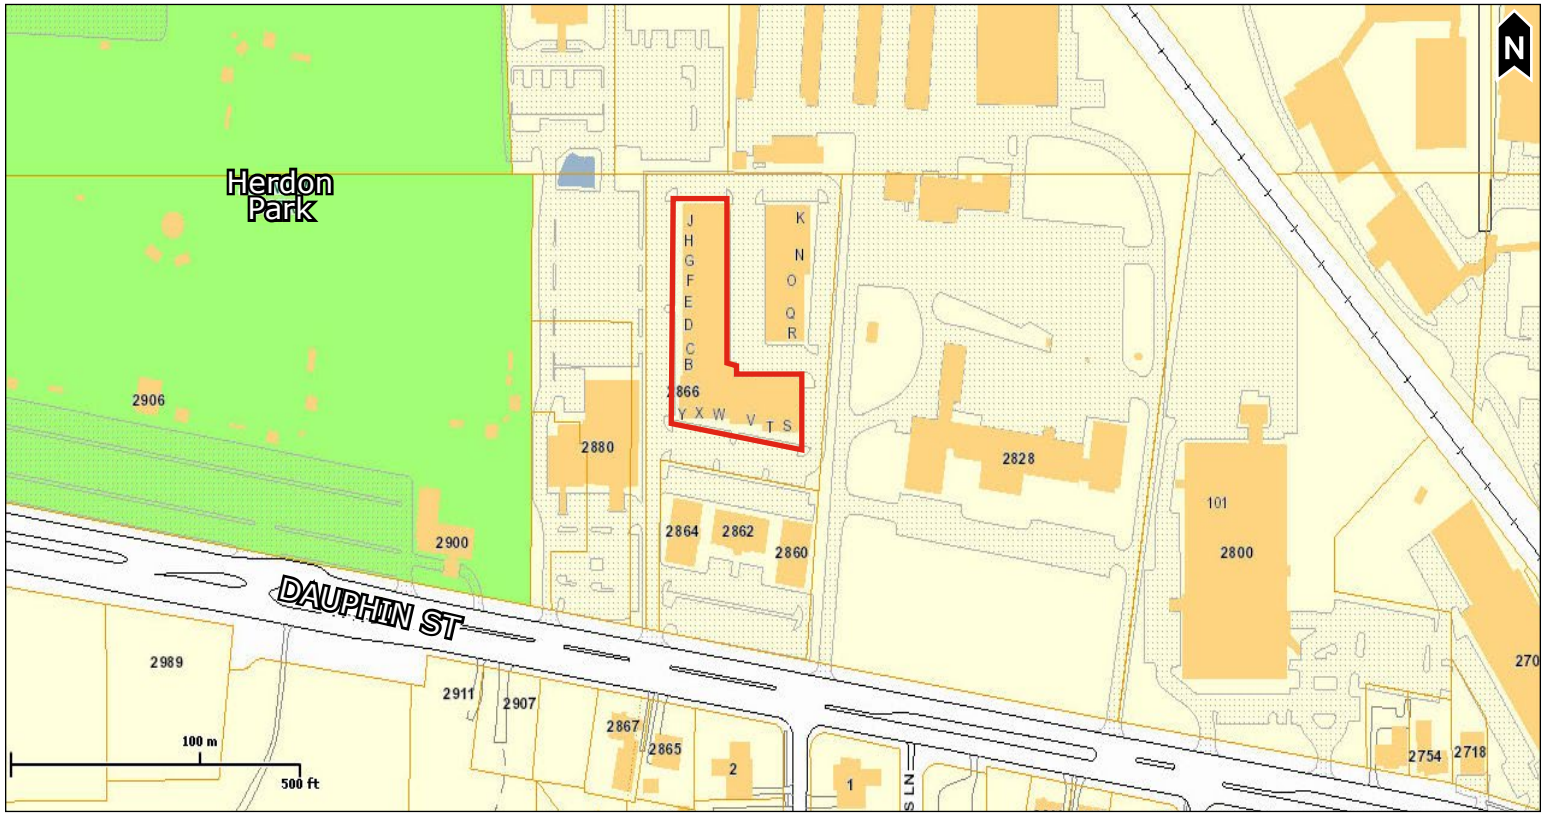 N
Herdon
Park
J
H
G
F
E
D
C
B
2866
Y X W V T S
K
N
O
Q
R
2906
2880
2828
101
2800
2864
2862
2860
2900
DAUPHIN ST
2989
2911
2907
2867
2865
2
1
S LN
270
2754
2718
100 m
500 ft